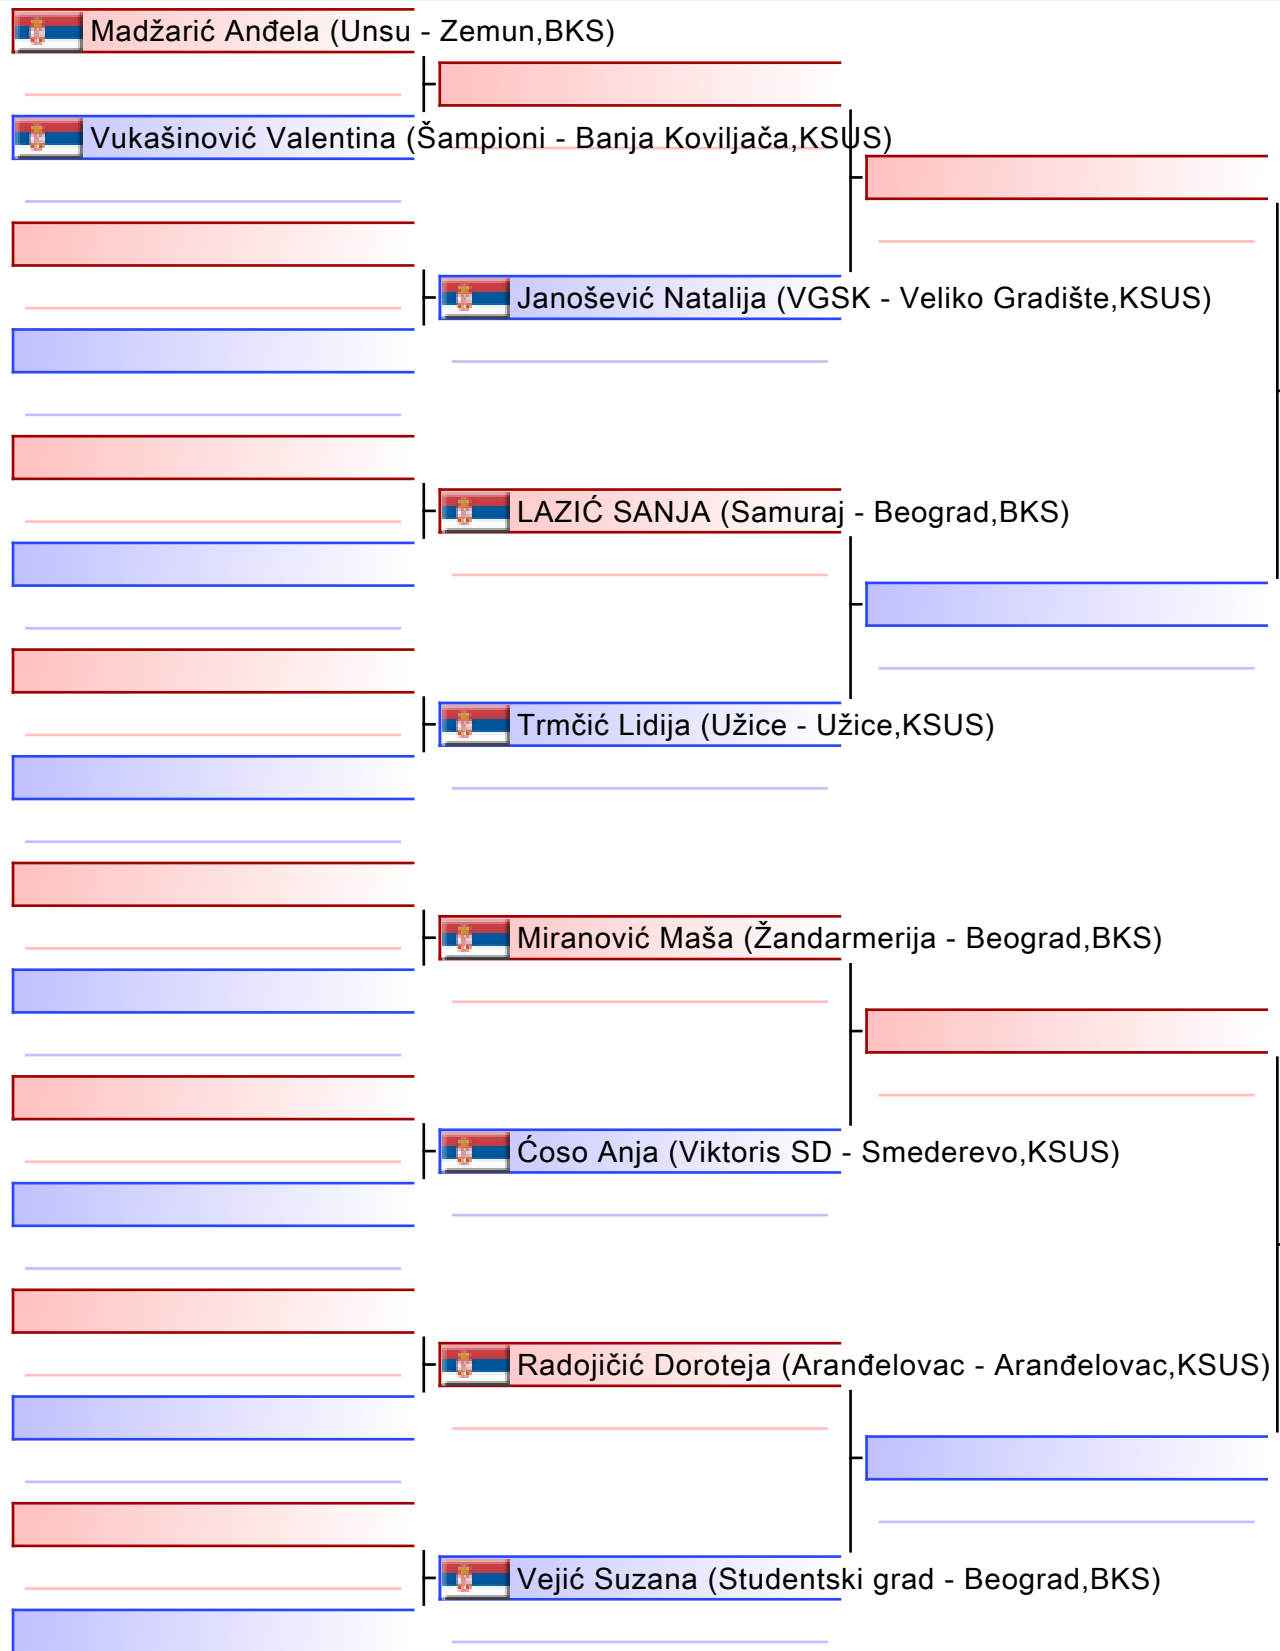 Madžarić Anđela (Unsu - Zemun,BKS)
Vukašinović Valentina (Šampioni - Banja Koviljača,KSUS)
Janošević Natalija (VGSK - Veliko Gradište,KSUS)
LAZIĆ SANJA (Samuraj - Beograd,BKS)
Trmčić Lidija (Užice - Užice,KSUS)
Miranović Maša (Žandarmerija - Beograd,BKS)
Ćoso Anja (Viktoris SD - Smederevo,KSUS)
Radojičić Doroteja (Aranđelovac - Aranđelovac,KSUS)
Vejić Suzana (Studentski grad - Beograd,BKS)